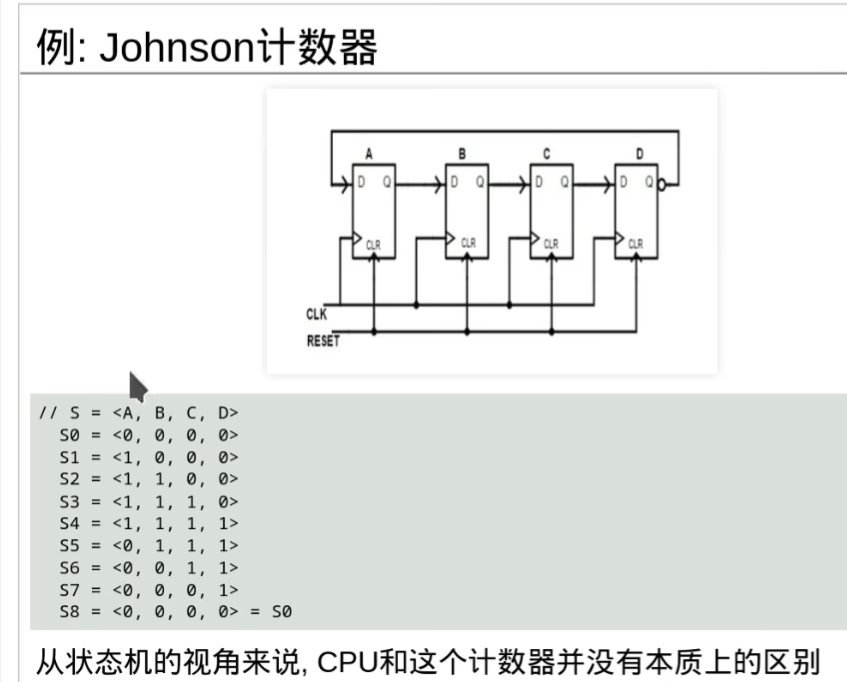 例: Johnson计数器
A B C D
D Q D Q D Q D Q
CLR CLR CLR CLR
CLK
RESET
// S = <A, B, C, D>
S0 = <0, 0, 0, 0>
S1 = <1, 0, 0, 0>
S2 = <1, 1, 0, 0>
S3 = <1, 1, 1, 0>
S4 = <1, 1, 1, 1>
S5 = <0, 1, 1, 1>
S6 = <0, 0, 1, 1>
S7 = <0, 0, 0, 1>
S8 = <0, 0, 0, 0> = S0
从状态机的视角来说, CPU和这个计数器并没有本质上的区别